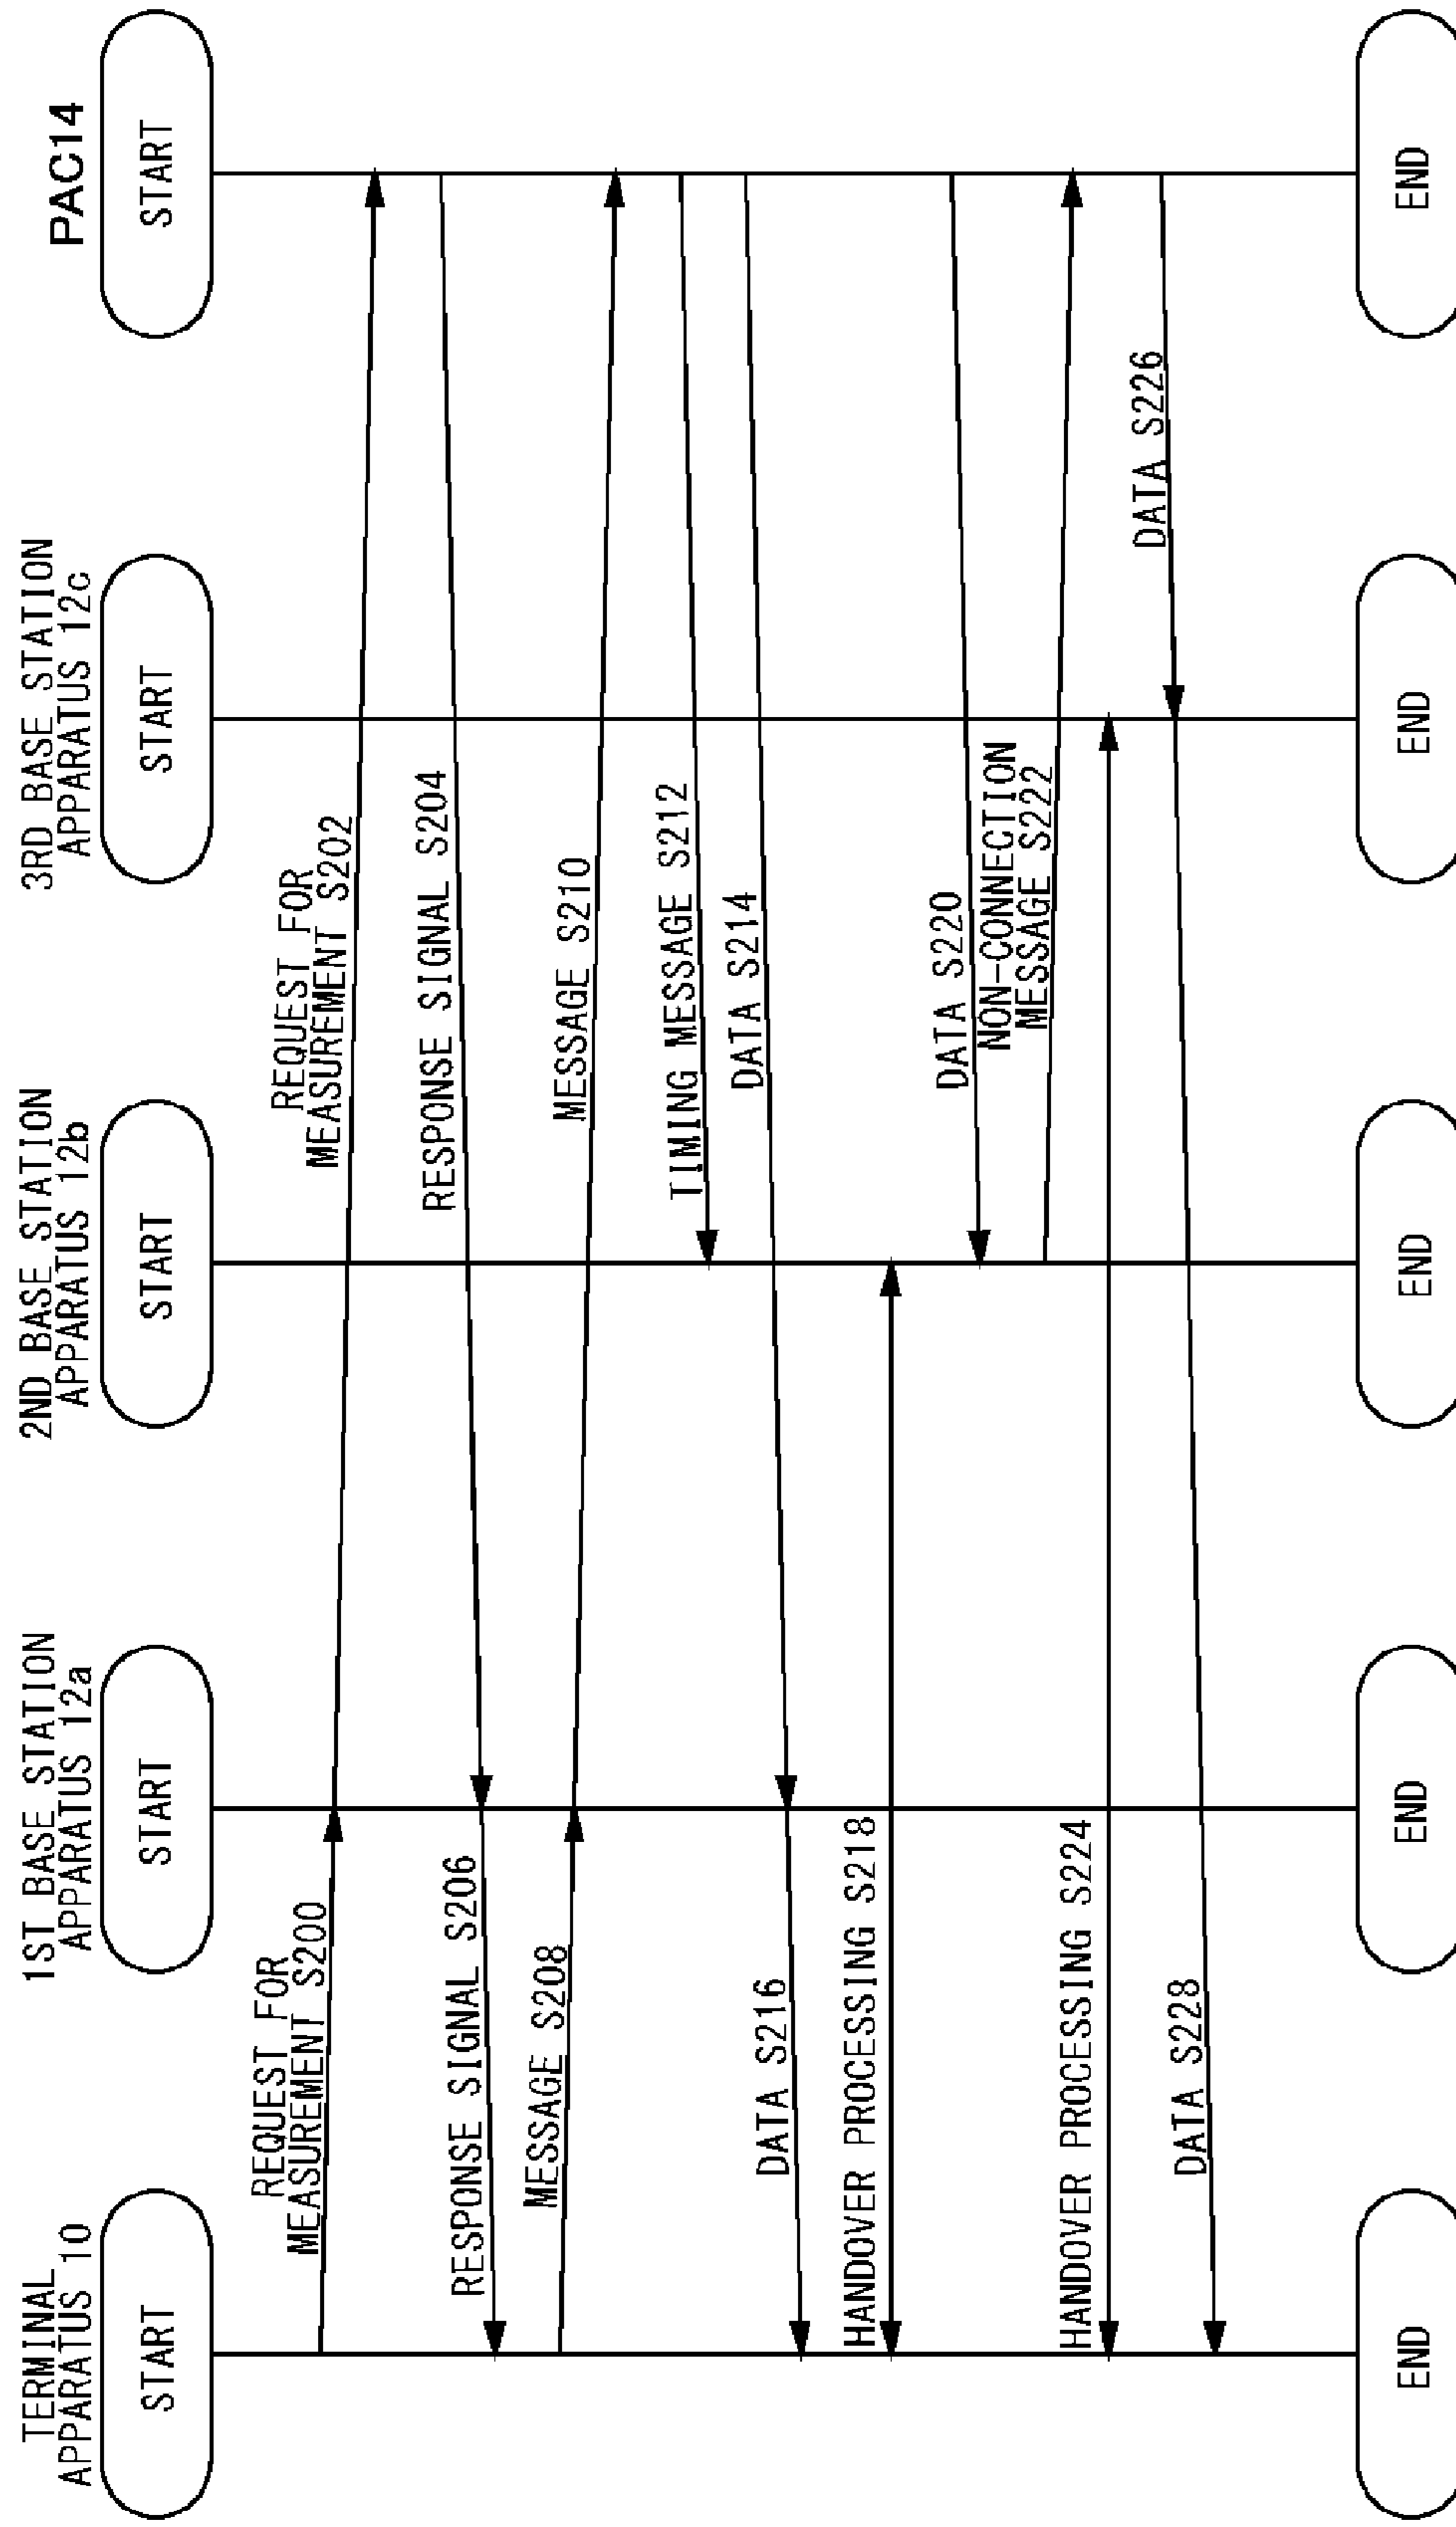 TERMINAL
APPARATUS 10
1ST BASE STATION
APPARATUS 12a
2ND BASE STATION
APPARATUS 12b
3RD BASE STATION
APPARATUS 12c
PAC14
START
START
START
START
START
REQUEST FOR
MEASUREMENT S200
REQUEST FOR
MEASUREMENT S202
RESPONSE SIGNAL S204
RESPONSE SIGNAL S206
MESSAGE S208
MESSAGE S210
TIMING MESSAGE S212
DATA S214
DATA S216
HANDOVER PROCESSING S218
DATA S220
NON-CONNECTION
MESSAGE S222
HANDOVER PROCESSING S224
DATA S226
DATA S228
END
END
END
END
END